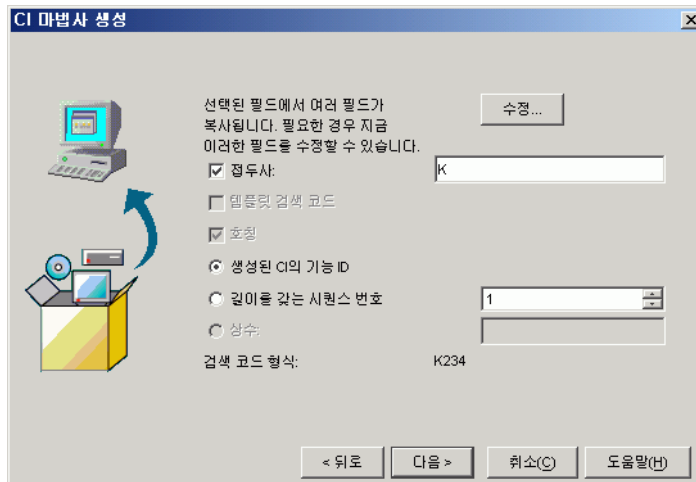 CI 마법사 생성
선택된 필드에서 여러 필드가
복사됩니다. 필요한 경우 지금
이러한 필드를 수정할 수 있습니다.
수정...
접두사:
K
템플릿 검색 코드
호칭
생성된 CI의 기능 ID
길이를 갖는 시퀀스 번호
1
상수:
검색 코드 형식:
K234
< 뒤로
다음 >
취소(C)
도움말(H)